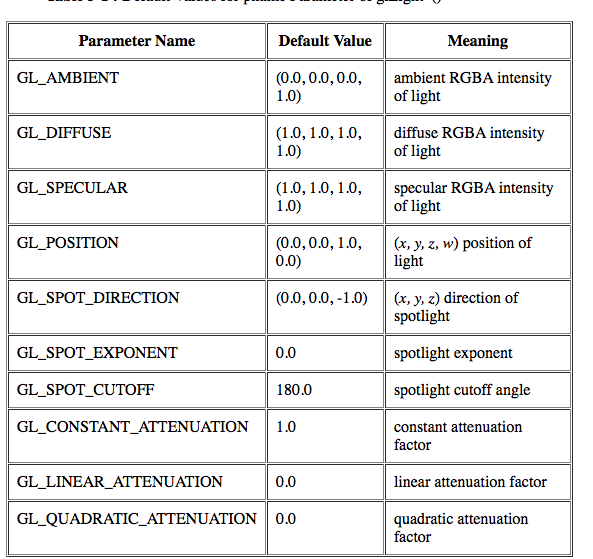 Parameter Name Default Value Meaning
GL_AMBIENT (0.0, 0.0, 0.0, ambient RGBA intensity
1.0) of light
GL_DIFFUSE (1.0, 1.0, 1.0, diffuse RGBA intensity
1.0) of light
GL_SPECULAR (1.0, 1.0, 1.0, specular RGBA intensity
1.0) of light
GL_POSITION (0.0, 0.0, 1.0, (x, y, z, w) position of
0.0) light
GL_SPOT_DIRECTION (0.0, 0.0, -1.0) (x, y, z) direction of
spotlight
GL_SPOT_EXPONENT 0.0 spotlight exponent
GL_SPOT_CUTOFF 180.0 spotlight cutoff angle
GL_CONSTANT_ATTENUATION 1.0 constant attenuation
factor
GL_LINEAR_ATTENUATION 0.0 linear attenuation factor
GL_QUADRATIC_ATTENUATION 0.0 quadratic attenuation
factor